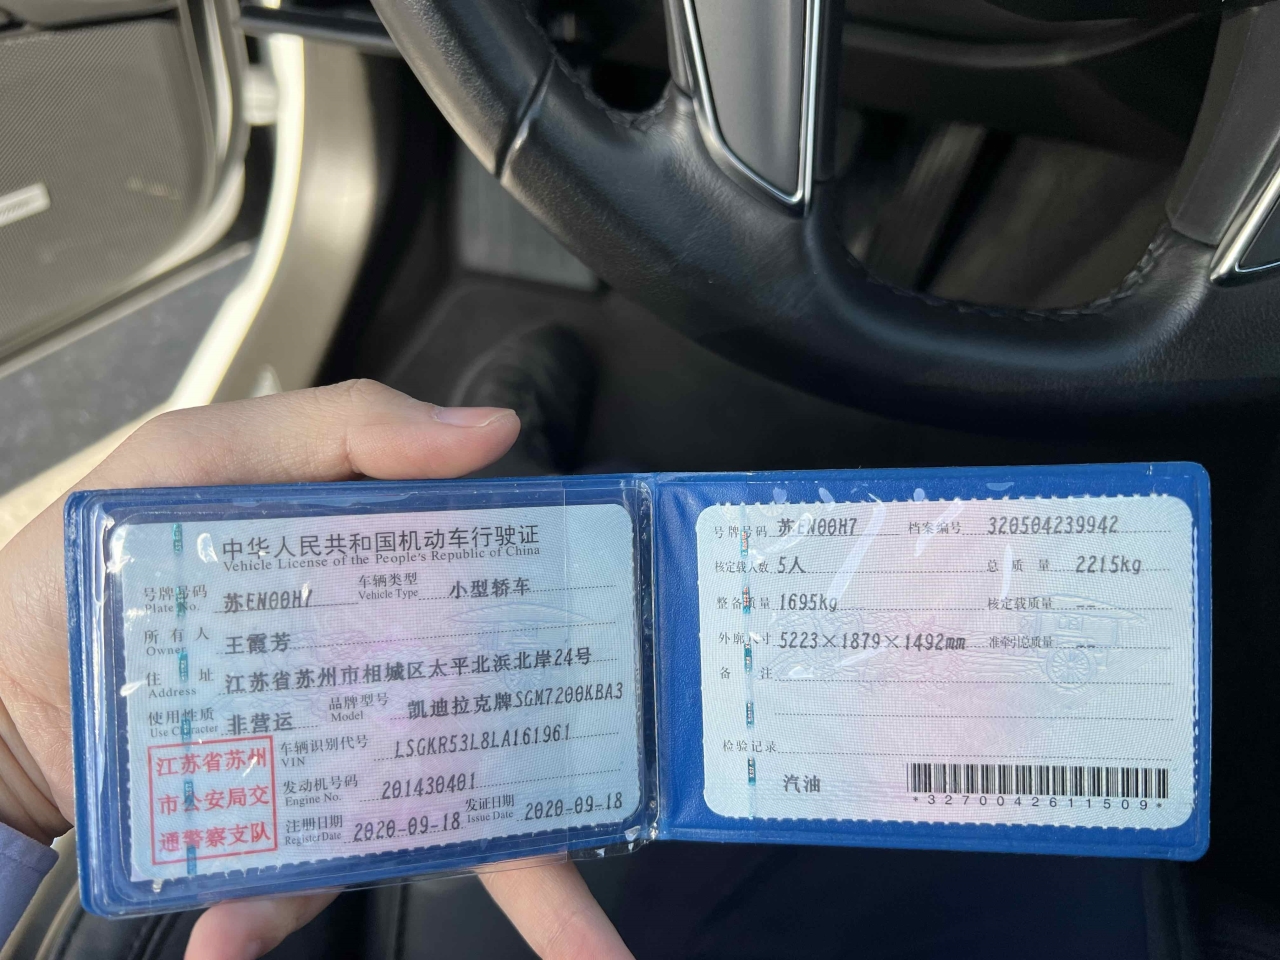 中华人民共和国机动车行驶证
Vehicle License of the People's Republic of China
号牌号码 Plate No. 苏EN00H7 车辆类型 Vehicle Type 小型轿车
所有人 Owner 王霞芳
住址 Address 江苏省苏州市相城区太平北浜北岸24号
使用性质 Use Character 非营运 品牌型号 Model 凯迪拉克牌SGM7200KBA3
车辆识别代号 VIN LSGKR53L8LA161961
发动机号码 Engine No. 201430401
注册日期 Register Date 2020-09-18 发证日期 Issue Date 2020-09-18
江苏省苏州
市公安局交
通警察支队
号牌号码 苏EN00H7 档案编号 320504239942
核定载人数 5人 总质量 2215kg
整备质量 1695kg 核定载质量 --
外廓尺寸 5223×1879×1492mm 准牵引总质量 --
备注
检验记录
汽油
*3270042611509*